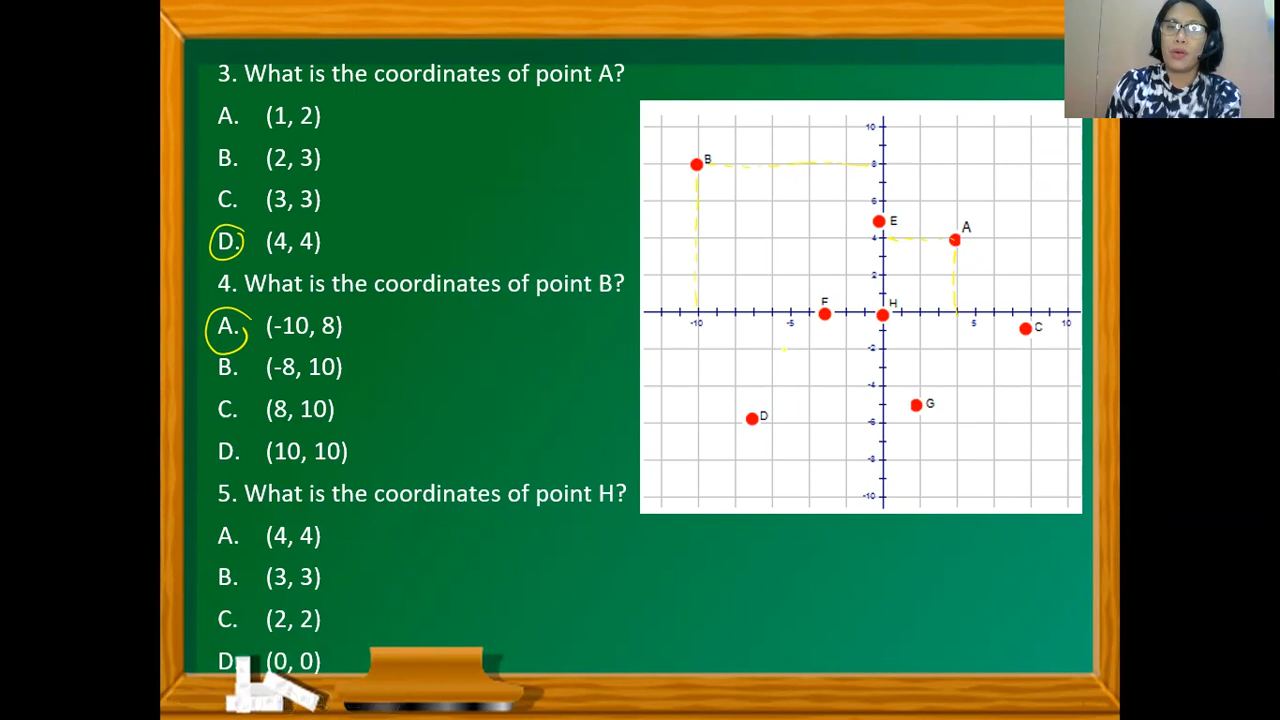 3. What is the coordinates of point A?
A. (1, 2)
B. (2, 3)
C. (3, 3)
D. (4, 4)
4. What is the coordinates of point B?
A. (-10, 8)
B. (-8, 10)
C. (8, 10)
D. (10, 10)
5. What is the coordinates of point H?
A. (4, 4)
B. (3, 3)
C. (2, 2)
D. (0, 0)
10
B
8
6
E
A
4
2
F
H
-10
-5
5
10
C
-2
-4
G
D
-6
-8
-10